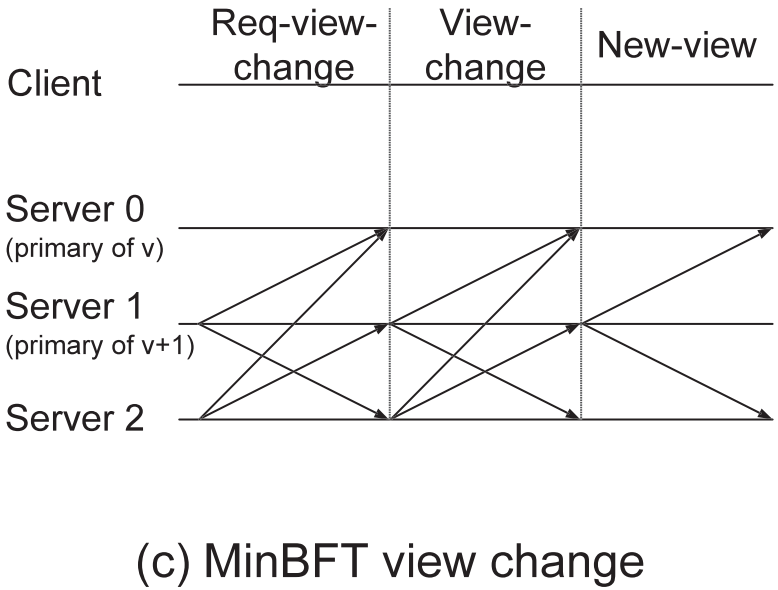 Req-view-
change
View-
change
New-view
Client
Server 0
(primary of v)
Server 1
(primary of v+1)
Server 2
(c) MinBFT view change